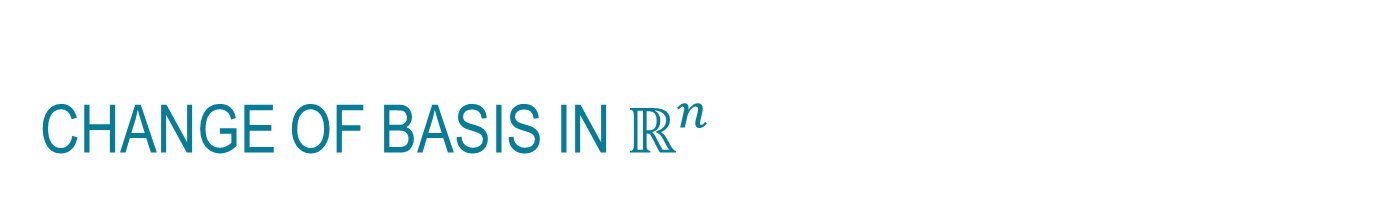 CHANGE OF BASIS IN ℝⁿ